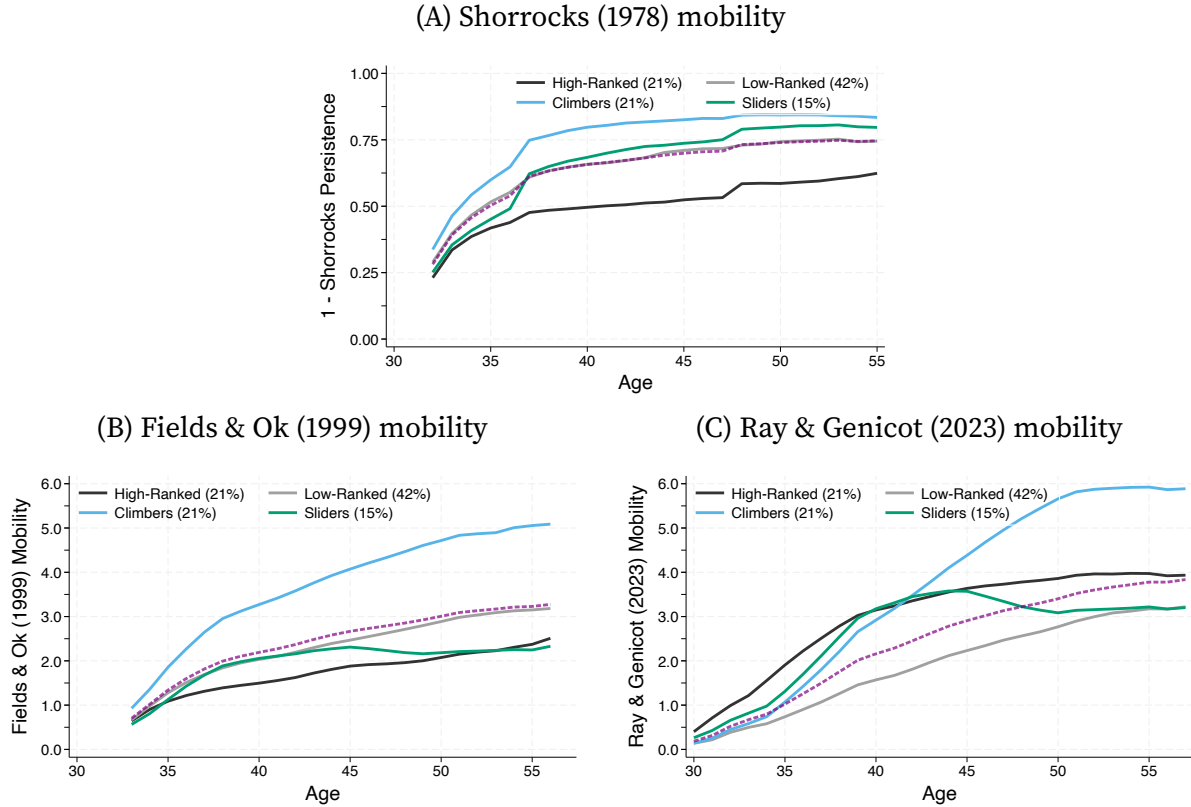 (A) Shorrocks (1978) mobility
1.00
0.75
0.50
0.25
0.00
1 - Shorrocks Persistence
High-Ranked (21%) Low-Ranked (42%)
Climbers (21%) Sliders (15%)
30 35 40 45 50 55
Age
(B) Fields & Ok (1999) mobility
6.0
5.0
4.0
3.0
2.0
1.0
0.0
Fields & Ok (1999) Mobility
High-Ranked (21%) Low-Ranked (42%)
Climbers (21%) Sliders (15%)
30 35 40 45 50 55
Age
(C) Ray & Genicot (2023) mobility
6.0
5.0
4.0
3.0
2.0
1.0
0.0
Ray & Genicot (2023) Mobility
High-Ranked (21%) Low-Ranked (42%)
Climbers (21%) Sliders (15%)
30 35 40 45 50 55
Age